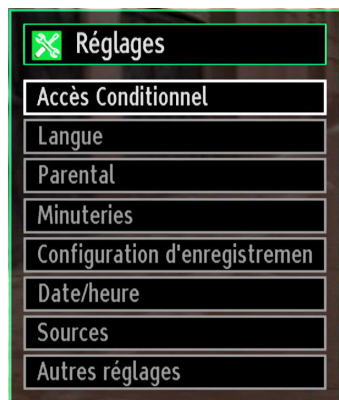 Réglages
Accès Conditionnel
Langue
Parental
Minuteries
Configuration d'enregistremen
Date/heure
Sources
Autres réglages